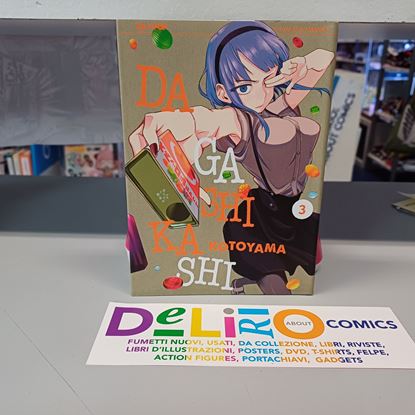 DA
GA
SHI
KA
SHI
KOTOYAMA
3
DeLiRiO
ABOUT
COMICS
FUMETTI NUOVI, USATI, DA COLLEZIONE, LIBRI, RIVISTE,
LIBRI D'ILLUSTRAZIONI, POSTERS, DVD, T-SHIRTS, FELPE,
ACTION FIGURES, PORTACHIAVI, GADGETS